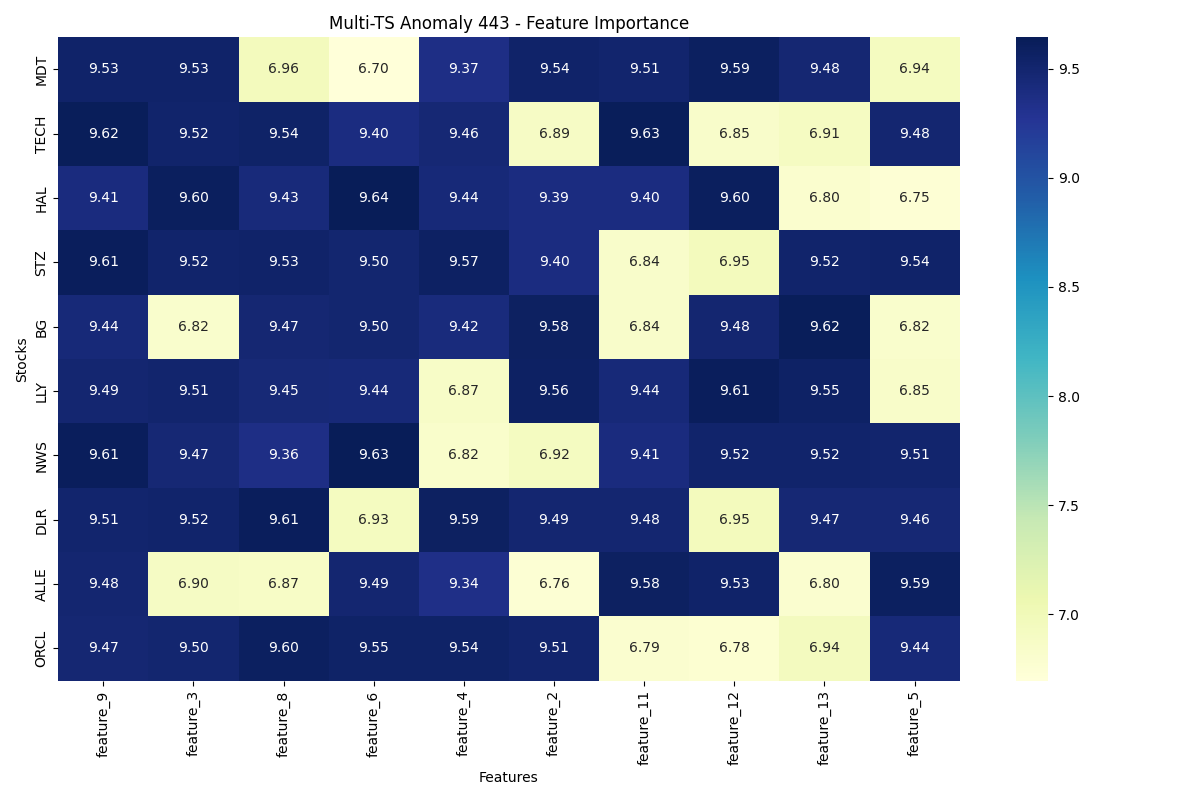 Multi-TS Anomaly 443 - Feature Importance
Stocks
MDT 9.53 9.53 6.96 6.70 9.37 9.54 9.51 9.59 9.48 6.94
TECH 9.62 9.52 9.54 9.40 9.46 6.89 9.63 6.85 6.91 9.48
HAL 9.41 9.60 9.43 9.64 9.44 9.39 9.40 9.60 6.80 6.75
STZ 9.61 9.52 9.53 9.50 9.57 9.40 6.84 6.95 9.52 9.54
BG 9.44 6.82 9.47 9.50 9.42 9.58 6.84 9.48 9.62 6.82
LLY 9.49 9.51 9.45 9.44 6.87 9.56 9.44 9.61 9.55 6.85
NWS 9.61 9.47 9.36 9.63 6.82 6.92 9.41 9.52 9.52 9.51
DLR 9.51 9.52 9.61 6.93 9.59 9.49 9.48 6.95 9.47 9.46
ALLE 9.48 6.90 6.87 9.49 9.34 6.76 9.58 9.53 6.80 9.59
ORCL 9.47 9.50 9.60 9.55 9.54 9.51 6.79 6.78 6.94 9.44
feature_9 feature_3 feature_8 feature_6 feature_4 feature_2 feature_11 feature_12 feature_13 feature_5
Features
9.5
9.0
8.5
8.0
7.5
7.0